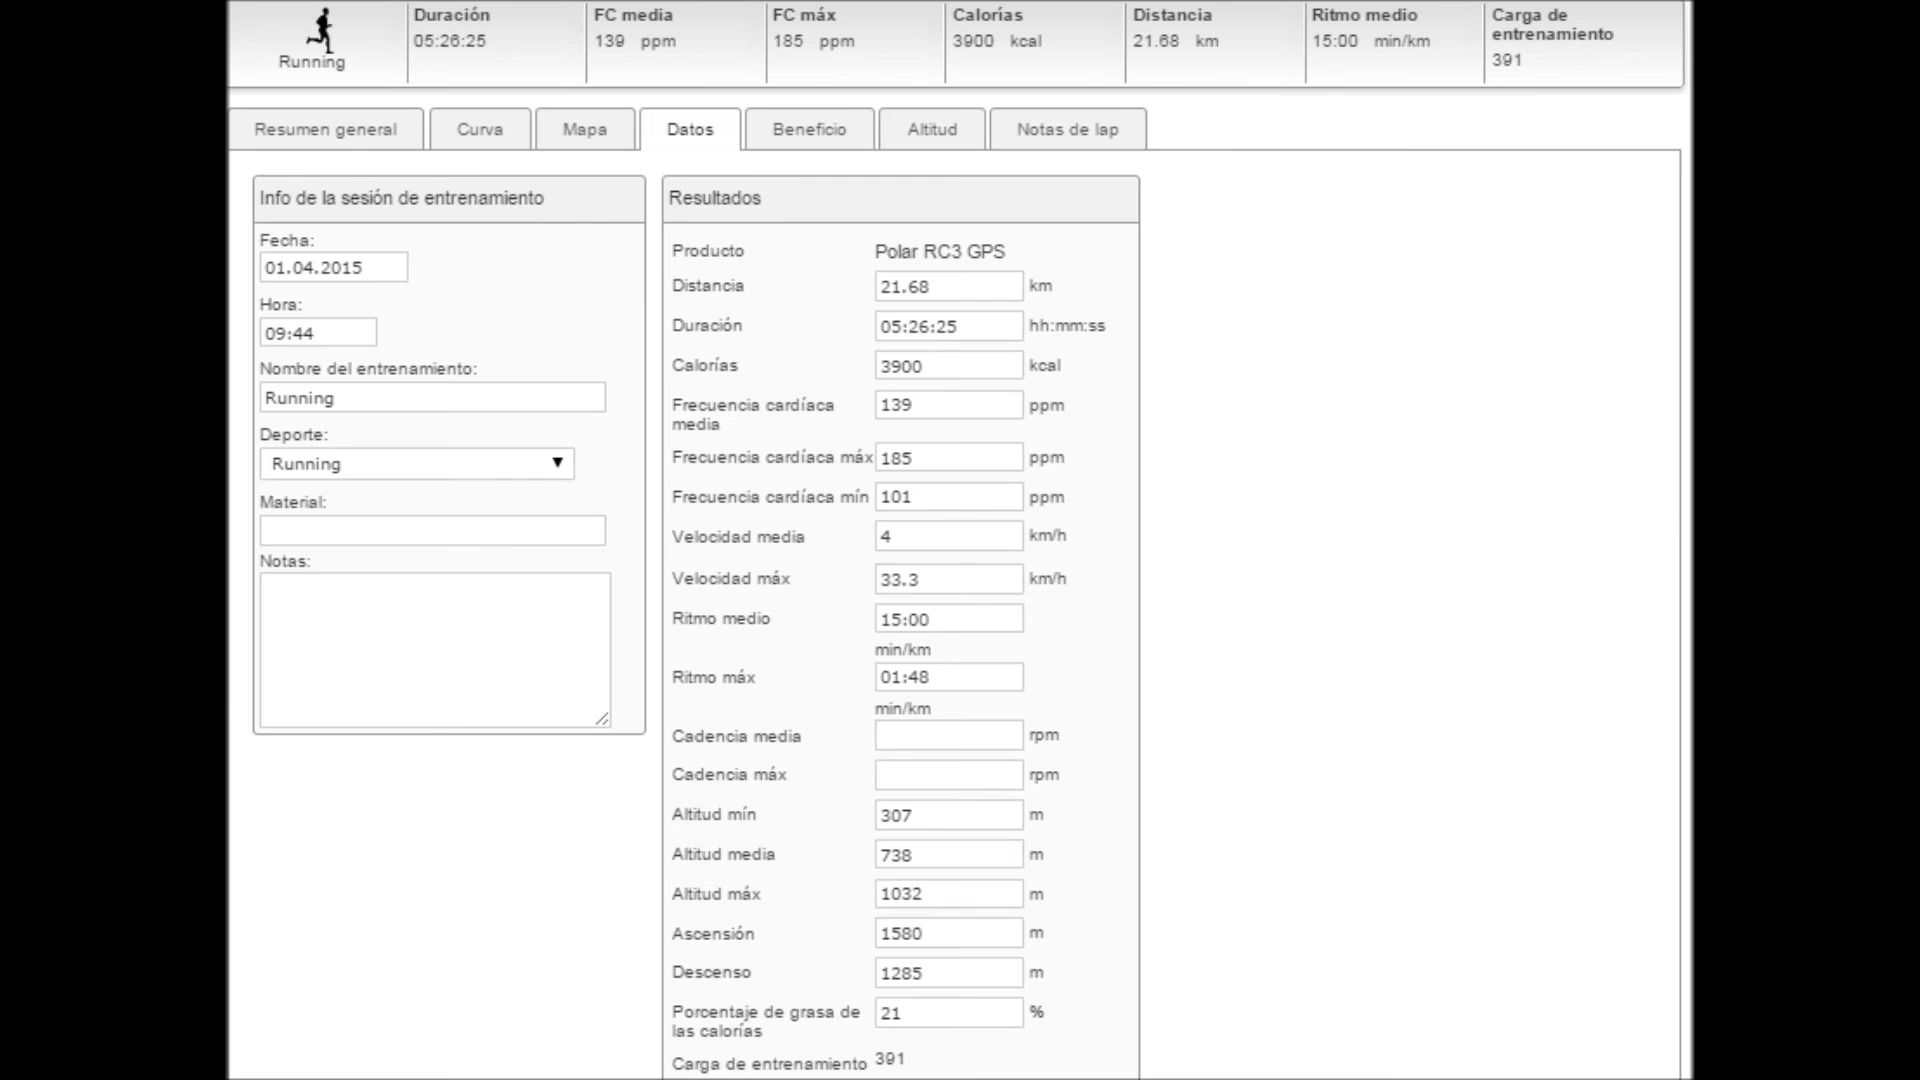 Running
Duración
05:26:25
FC media
139 ppm
FC máx
185 ppm
Calorías
3900 kcal
Distancia
21.68 km
Ritmo medio
15:00 min/km
Carga de
entrenamiento
391
Resumen general
Curva
Mapa
Datos
Beneficio
Altitud
Notas de lap
Info de la sesión de entrenamiento
Fecha:
01.04.2015
Hora:
09:44
Nombre del entrenamiento:
Running
Deporte:
Running
Material:
Notas:
Resultados
Producto Polar RC3 GPS
Distancia 21.68 km
Duración 05:26:25 hh:mm:ss
Calorías 3900 kcal
Frecuencia cardíaca
media 139 ppm
Frecuencia cardíaca máx 185 ppm
Frecuencia cardíaca mín 101 ppm
Velocidad media 4 km/h
Velocidad máx 33.3 km/h
Ritmo medio 15:00
min/km
Ritmo máx 01:48
min/km
Cadencia media rpm
Cadencia máx rpm
Altitud mín 307 m
Altitud media 738 m
Altitud máx 1032 m
Ascensión 1580 m
Descenso 1285 m
Porcentaje de grasa de
las calorías 21 %
Carga de entrenamiento 391